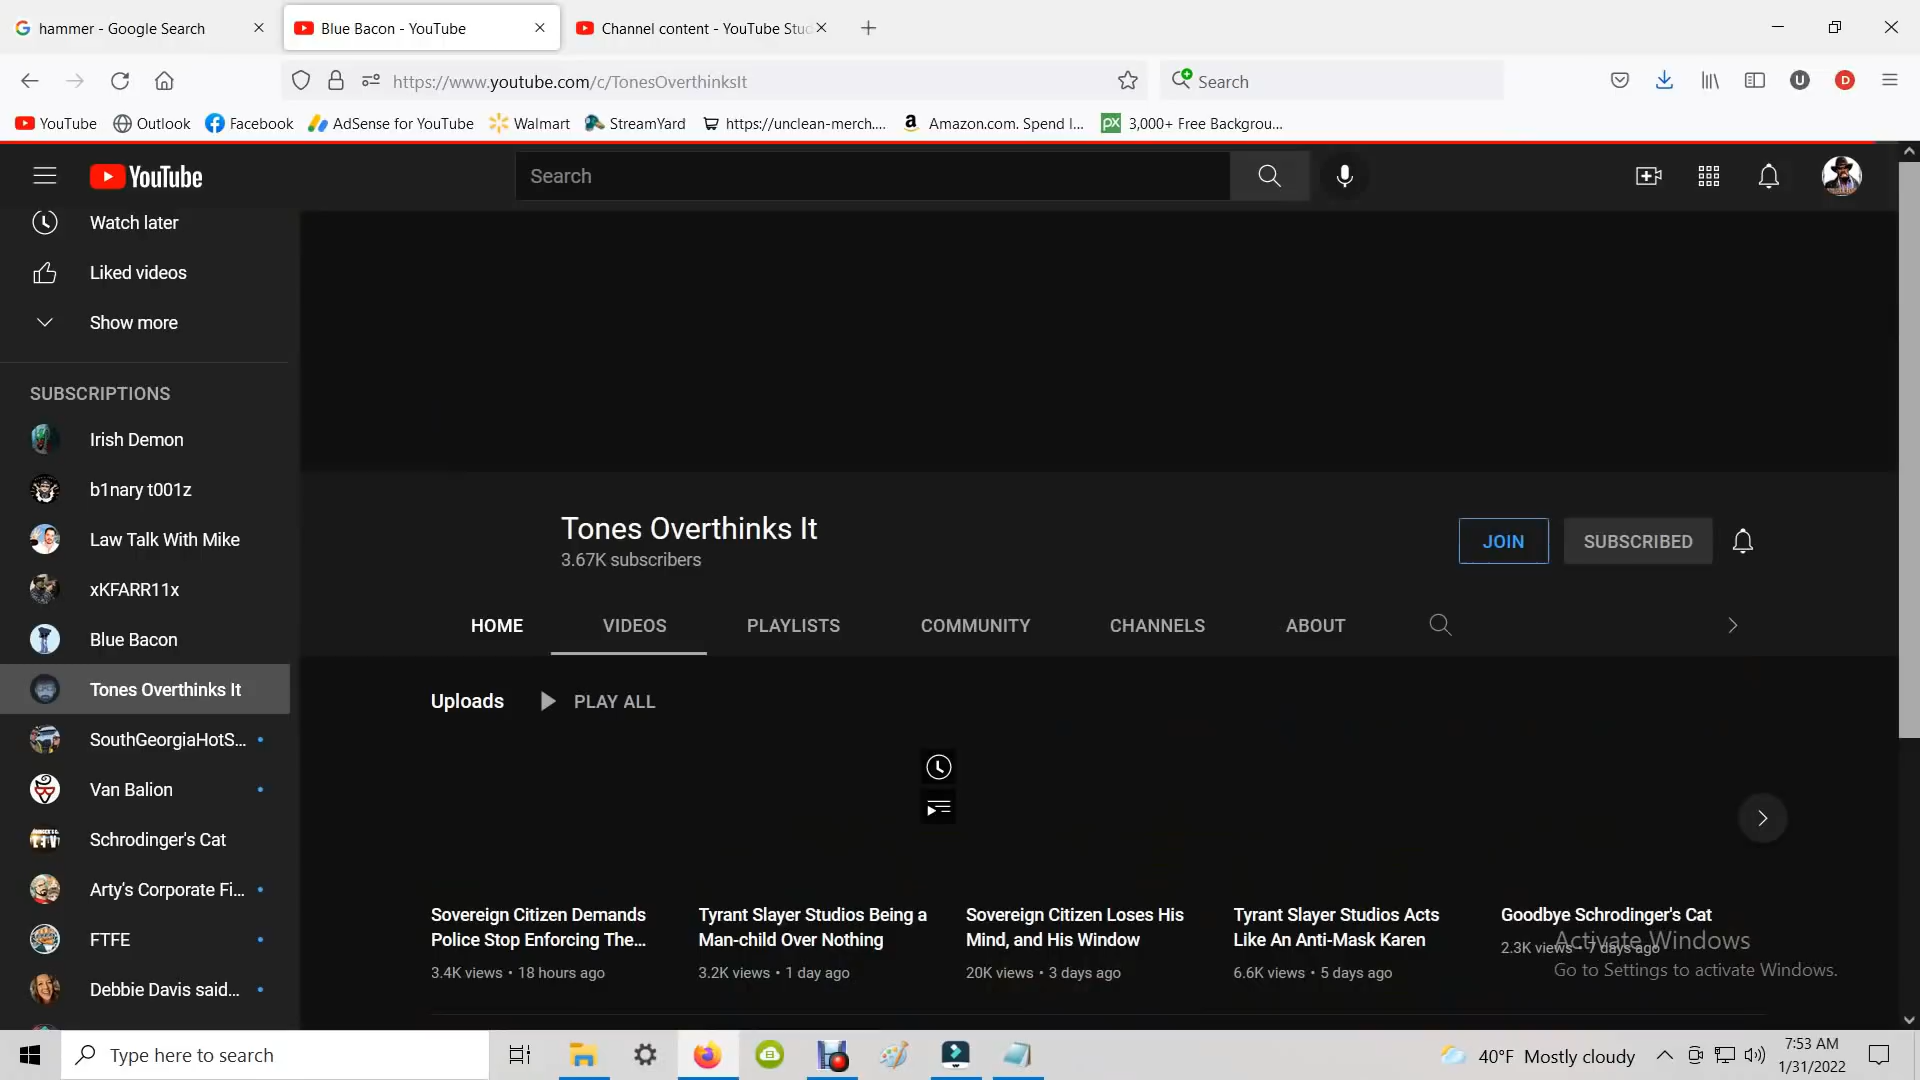 hammer - Google Search
Blue Bacon - YouTube
Channel content - YouTube Stud
https://www.youtube.com/c/TonesOverthinksIt
Search
YouTube
Outlook
Facebook
AdSense for YouTube
Walmart
StreamYard
https://unclean-merch....
Amazon.com. Spend l...
3,000+ Free Backgrou...
YouTube
Search
Watch later
Liked videos
Show more
SUBSCRIPTIONS
Irish Demon
b1nary t001z
Law Talk With Mike
xKFARR11x
Blue Bacon
Tones Overthinks It
SouthGeorgiaHotS...
Van Balion
Schrodinger's Cat
Arty's Corporate Fi...
FTFE
Debbie Davis said...
Tones Overthinks It
3.67K subscribers
JOIN
SUBSCRIBED
HOME
VIDEOS
PLAYLISTS
COMMUNITY
CHANNELS
ABOUT
Uploads
PLAY ALL
Sovereign Citizen Demands
Police Stop Enforcing The...
3.4K views • 18 hours ago
Tyrant Slayer Studios Being a
Man-child Over Nothing
3.2K views • 1 day ago
Sovereign Citizen Loses His
Mind, and His Window
20K views • 3 days ago
Tyrant Slayer Studios Acts
Like An Anti-Mask Karen
6.6K views • 5 days ago
Goodbye Schrodinger's Cat
2.3K views • 7 days ago
Activate Windows
Go to Settings to activate Windows.
Type here to search
40°F Mostly cloudy
7:53 AM
1/31/2022